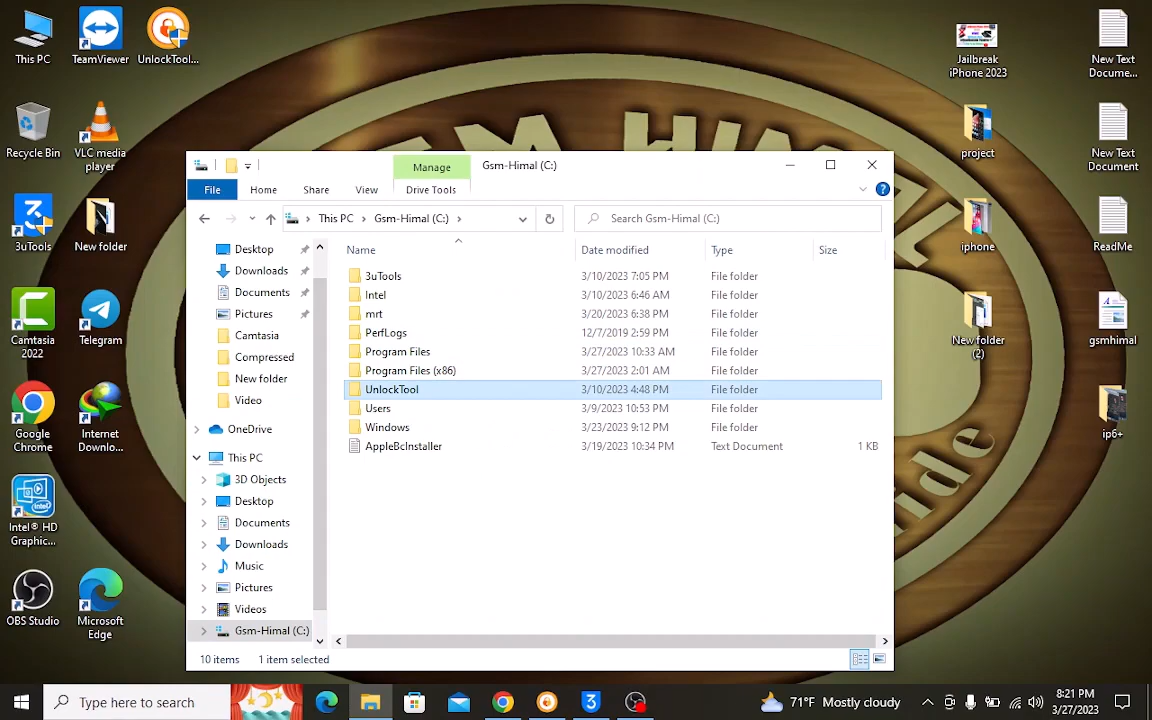 This PC
TeamViewer
UnlockTool...
Recycle Bin
VLC media
player
3uTools
New folder
Camtasia
2022
Telegram
Google
Chrome
Internet
Downlo...
Intel® HD
Graphic...
OBS Studio
Microsoft
Edge
Jailbreak
iPhone 2023
New Text
Docume...
project
New Text
Document
iphone
ReadMe
New folder
(2)
gsmhimal
ip6+
Manage
Gsm-Himal (C:)
File
Home
Share
View
Drive Tools
This PC
Gsm-Himal (C:)
Search Gsm-Himal (C:)
Desktop
Downloads
Documents
Pictures
Camtasia
Compressed
New folder
Video
OneDrive
This PC
3D Objects
Desktop
Documents
Downloads
Music
Pictures
Videos
Gsm-Himal (C:)
Name Date modified Type Size
3uTools 3/10/2023 7:05 PM File folder
Intel 3/10/2023 6:46 AM File folder
mrt 3/20/2023 6:38 PM File folder
PerfLogs 12/7/2019 2:59 PM File folder
Program Files 3/27/2023 10:33 AM File folder
Program Files (x86) 3/27/2023 2:01 AM File folder
UnlockTool 3/10/2023 4:48 PM File folder
Users 3/9/2023 10:53 PM File folder
Windows 3/23/2023 9:12 PM File folder
AppleBcInstaller 3/19/2023 10:34 PM Text Document 1 KB
10 items 1 item selected
Type here to search
71°F Mostly cloudy
8:21 PM
3/27/2023